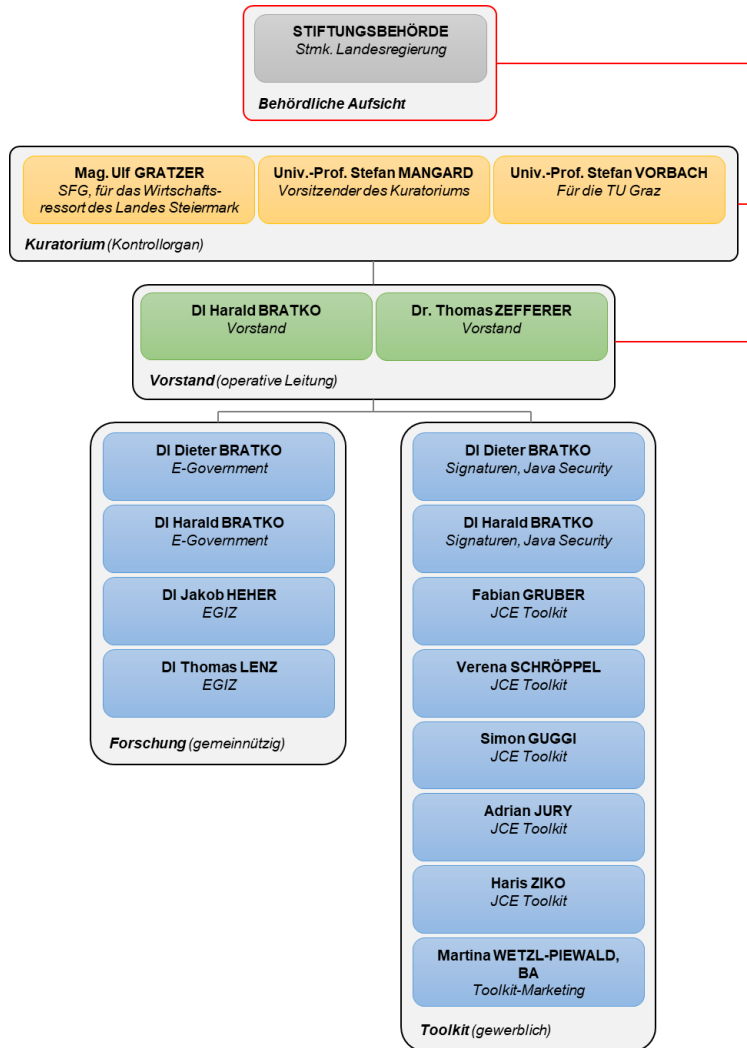 STIFTUNGSBEHÖRDE
Stmk. Landesregierung
Behördliche Aufsicht
Mag. Ulf GRATZER
SFG, für das Wirtschafts-
ressort des Landes Steiermark
Univ.-Prof. Stefan MANGARD
Vorsitzender des Kuratoriums
Univ.-Prof. Stefan VORBACH
Für die TU Graz
Kuratorium (Kontrollorgan)
DI Harald BRATKO
Vorstand
Dr. Thomas ZEFFERER
Vorstand
Vorstand (operative Leitung)
DI Dieter BRATKO
E-Government
DI Harald BRATKO
E-Government
DI Jakob HEHER
EGIZ
DI Thomas LENZ
EGIZ
Forschung (gemeinnützig)
DI Dieter BRATKO
Signaturen, Java Security
DI Harald BRATKO
Signaturen, Java Security
Fabian GRUBER
JCE Toolkit
Verena SCHRÖPPEL
JCE Toolkit
Simon GUGGI
JCE Toolkit
Adrian JURY
JCE Toolkit
Haris ZIKO
JCE Toolkit
Martina WETZL-PIEWALD,
BA
Toolkit-Marketing
Toolkit (gewerblich)